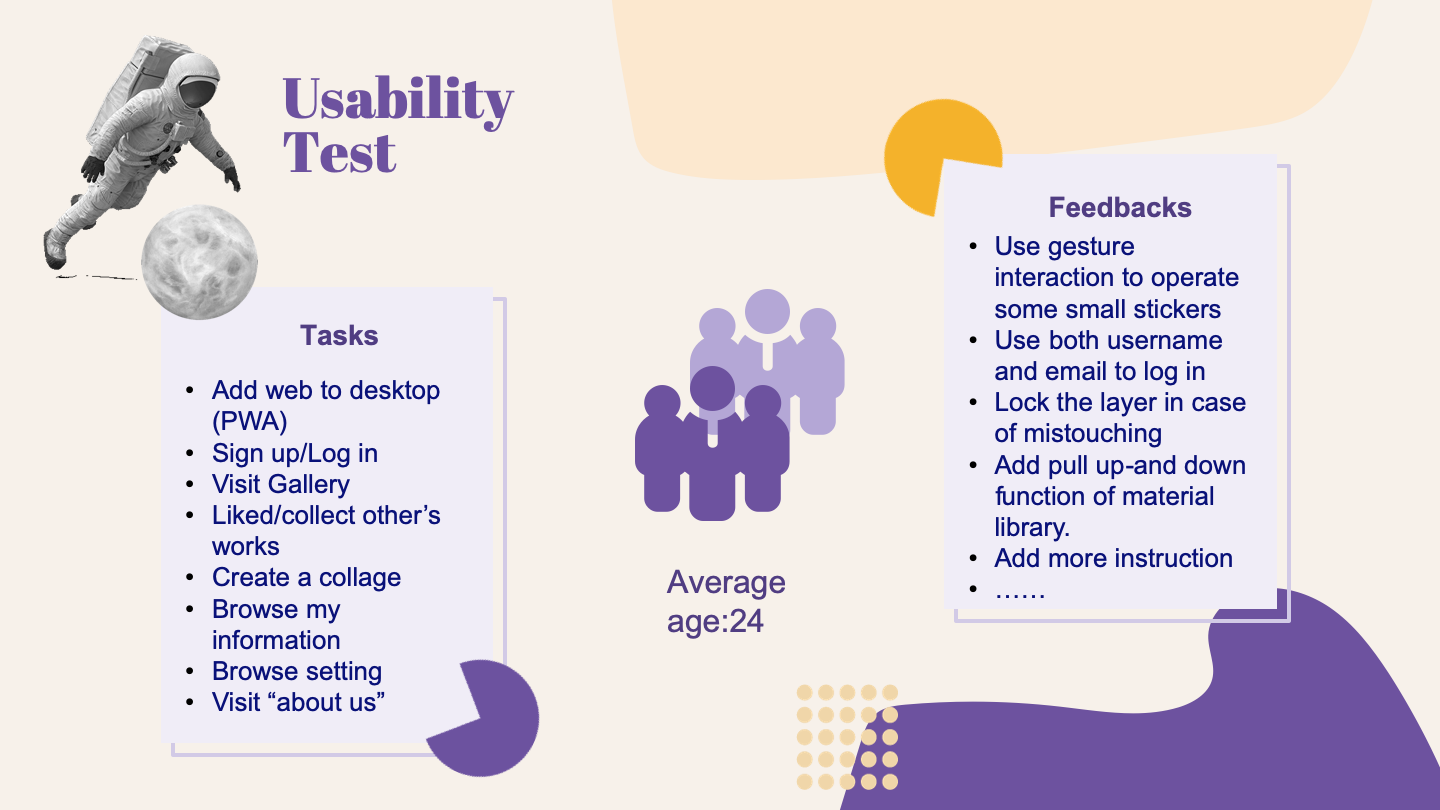 Usability
Test
Tasks
• Add web to desktop
(PWA)
• Sign up/Log in
• Visit Gallery
• Liked/collect other’s
works
• Create a collage
• Browse my
information
• Browse setting
• Visit “about us”
Average
age:24
Feedbacks
• Use gesture
interaction to operate
some small stickers
• Use both username
and email to log in
• Lock the layer in case
of mistouching
• Add pull up-and down
function of material
library.
• Add more instruction
• ……